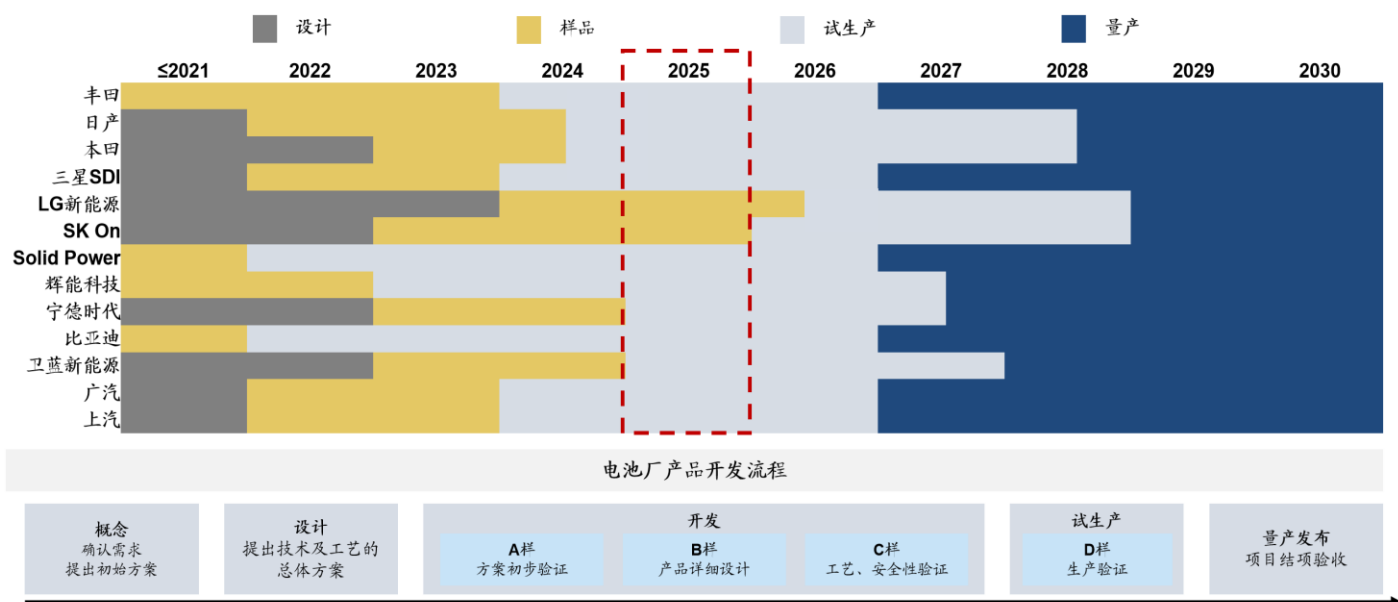 设计 样品 试生产 量产
≤2021 2022 2023 2024 2025 2026 2027 2028 2029 2030
丰田
日产
本田
三星SDI
LG新能源
SK On
Solid Power
辉能科技
宁德时代
比亚迪
卫蓝新能源
广汽
上汽
电池厂产品开发流程
概念
确认需求
提出初始方案
设计
提出技术及工艺的
总体方案
开发
A样
方案初步验证
B样
产品详细设计
C样
工艺、安全性验证
试生产
D样
生产验证
量产发布
项目结项验收